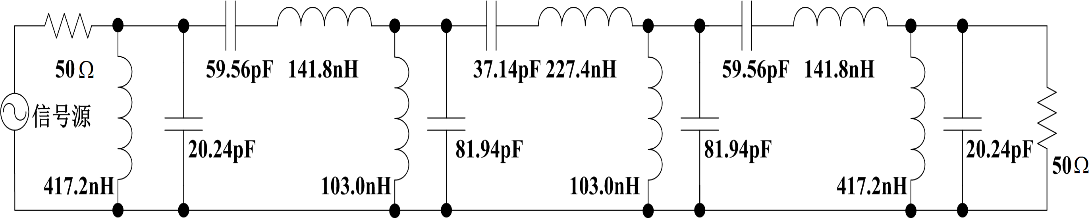 50Ω
59.56pF
141.8nH
37.14pF
227.4nH
59.56pF
141.8nH
信号源
20.24pF
81.94pF
81.94pF
20.24pF
50Ω
417.2nH
103.0nH
103.0nH
417.2nH